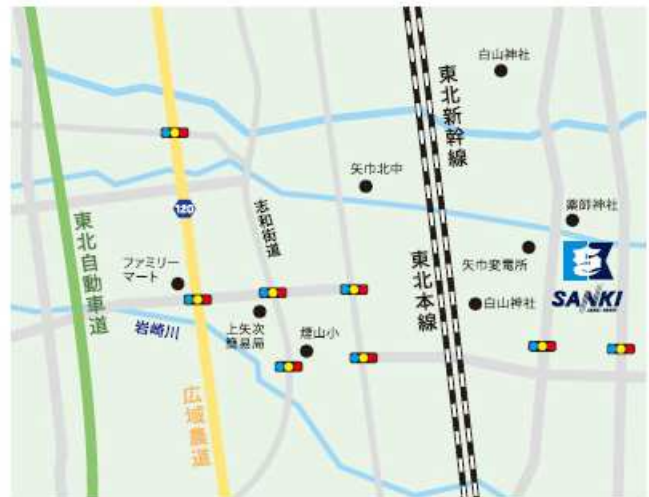 白山神社
東北新幹線
矢巾北中
120
志和街道
薬師神社
東北自動車道
ファミリー
マート
東北本線
矢巾変電所
SANKI
白山神社
岩崎川
上矢次
簡易局
煙山小
広域農道